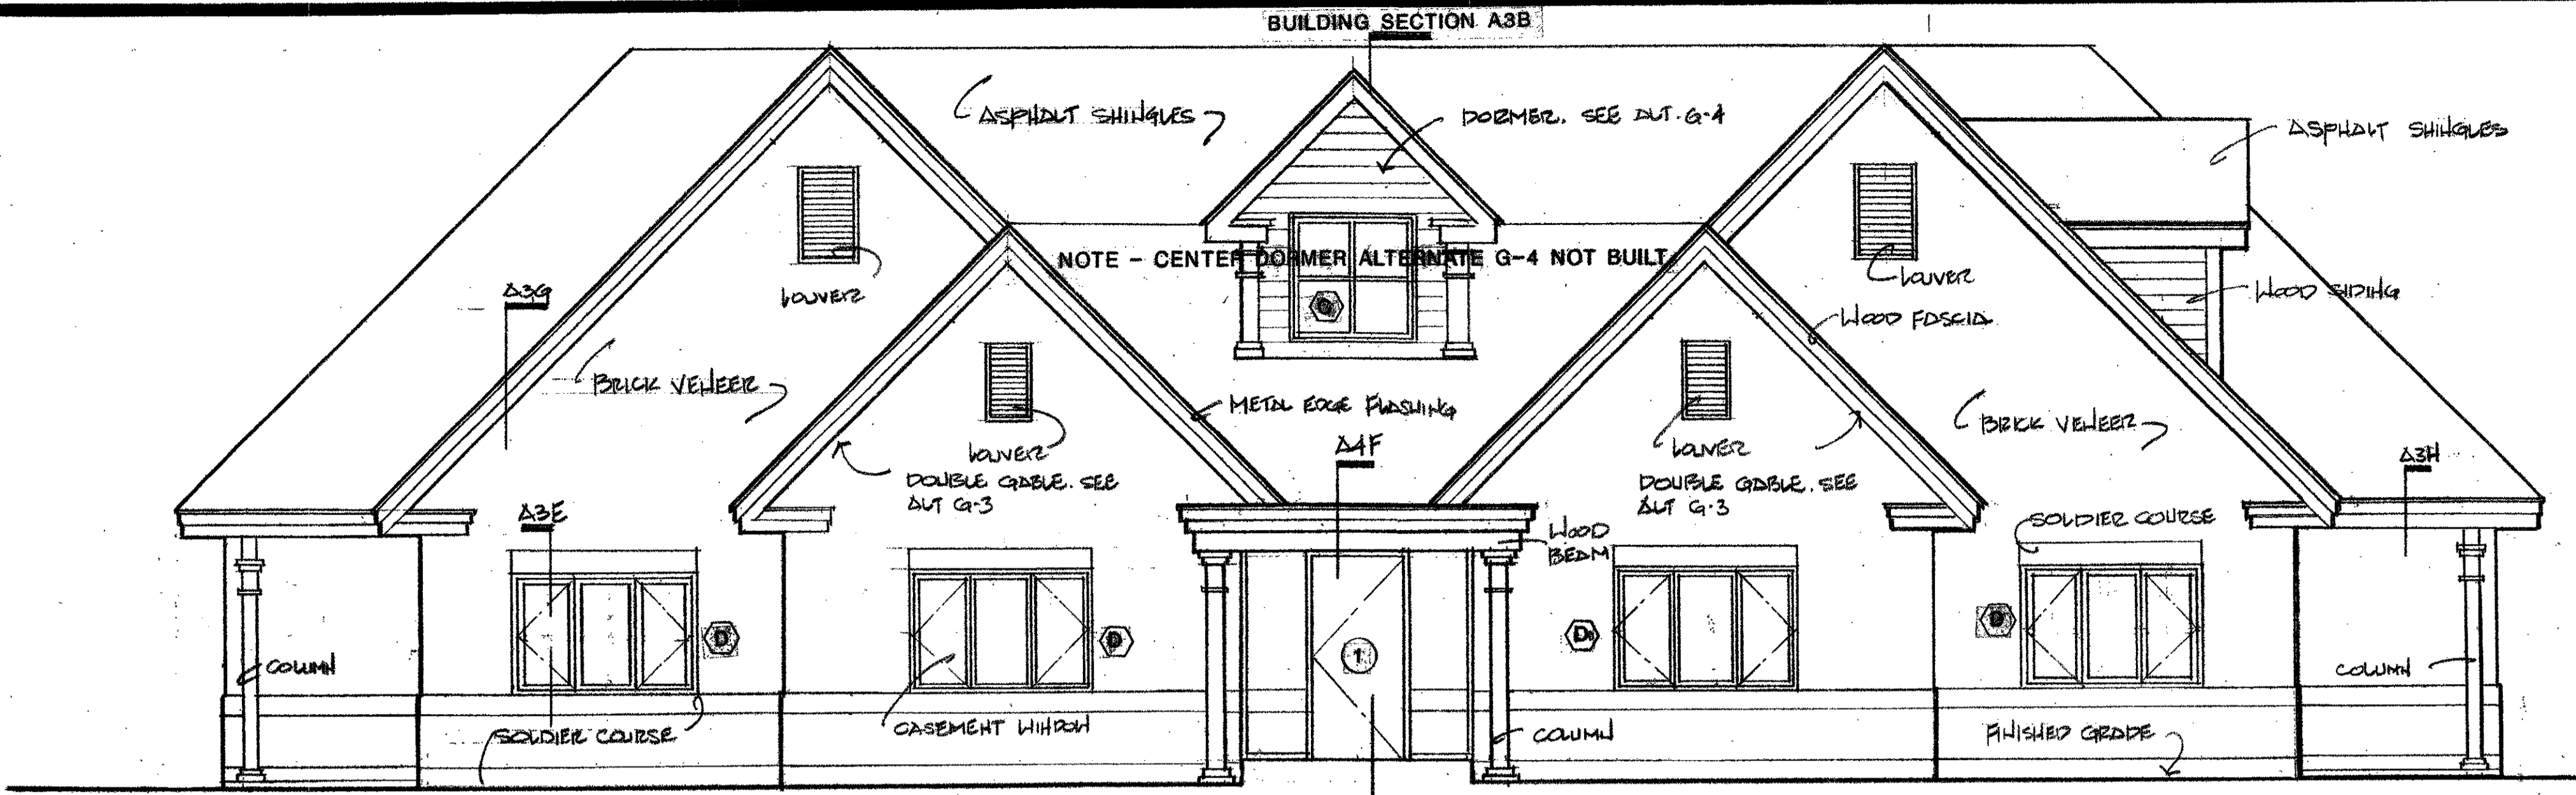 BUILDING SECTION A3B
ASPHALT SHINGLES
DORMER. SEE ALT. G-4
ASPHALT SHINGLES
NOTE - CENTER DORMER ALTERNATE G-4 NOT BUILT
LOUVER
LOUVER
A3G
WOOD SIDING
WOOD FASCIA
BRICK VENEER
METAL EDGE FLASHING
BRICK VENEER
LOUVER
LOUVER
A4F
A3H
DOUBLE GABLE. SEE
ALT G-3
DOUBLE GABLE. SEE
ALT G-3
A3E
SOLDIER COURSE
WOOD
BEAM
D
D
D
D
1
COLUMN
COLUMN
SOLDIER COURSE
CASEMENT WINDOW
COLUMN
FINISHED GRADE